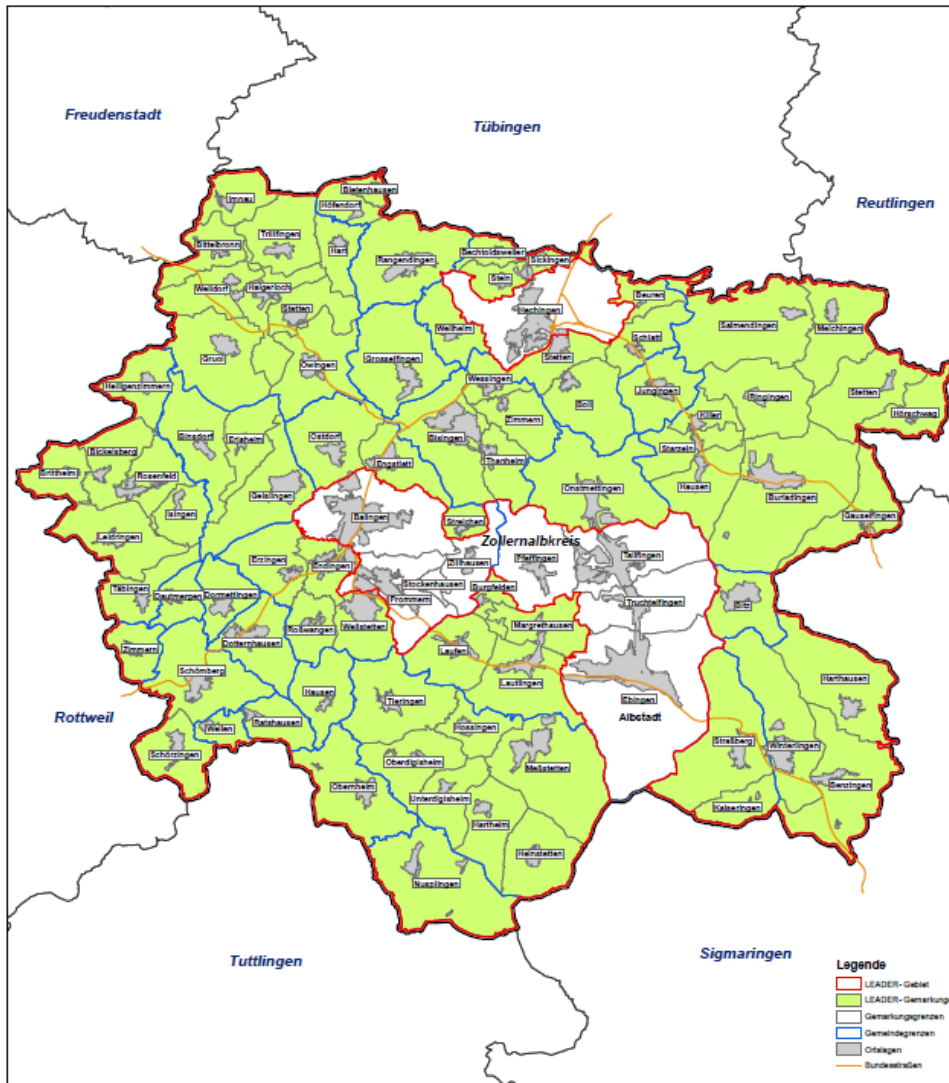 Freudenstadt
Tübingen
Reutlingen
Imnau
Bietenhausen
Höfendorf
Trillfingen
Bittelbronn
Hart
Rangendingen
Bechtoldsweiler
Sickingen
Stein
Weildorf
Haigerloch
Stetten
Hechingen
Beuren
Salmendingen
Melchingen
Weilheim
Gruol
Owingen
Grosselfingen
Stetten
Schlatt
Heiligenzimmern
Wessingen
Boll
Jungingen
Ringingen
Stetten
Hörschwag
Killer
Zimmern
Binsdorf
Erlaheim
Ostdorf
Bisingen
Thanheim
Starzeln
Bickelsberg
Brittheim
Rosenfeld
Engstlatt
Hausen
Burladingen
Geislingen
Onstmettingen
Isingen
Balingen
Streichen
Gauselfingen
Leidringen
Zollernalbkreis
Tailfingen
Erzingen
Endingen
Zillhausen
Pfeffingen
Stockenhausen
Burgfelden
Täbingen
Dautmergen
Dormettingen
Frommern
Truchtelfingen
Bitz
Roßwangen
Weilstetten
Margrethausen
Dotternhausen
Zimmern
Laufen
Lautlingen
Schömberg
Hausen
Tieringen
Ebingen
Albstadt
Harthausen
Rottweil
Weilen
Ratshausen
Hossingen
Straßberg
Winterlingen
Schörzingen
Oberdigisheim
Meßstetten
Benzingen
Obernheim
Unterdigisheim
Kaiseringen
Hartheim
Heinstetten
Nusplingen
Tuttlingen
Sigmaringen
Legende
LEADER- Gebiet
LEADER- Gemarkunge
Gemarkungsgrenzen
Gemeindegrenzen
Ortslagen
Bundesstraßen